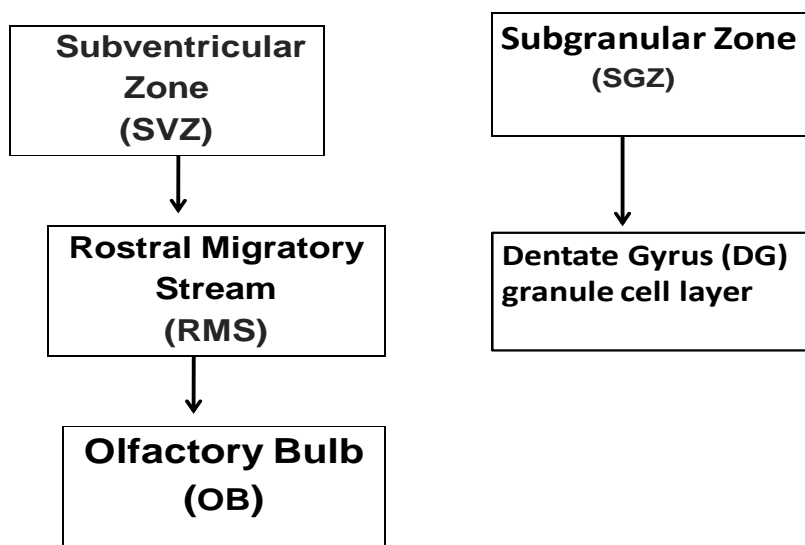 Subventricular
Zone
(SVZ)
Rostral Migratory
Stream
(RMS)
Olfactory Bulb
(OB)
Subgranular Zone
(SGZ)
Dentate Gyrus (DG)
granule cell layer